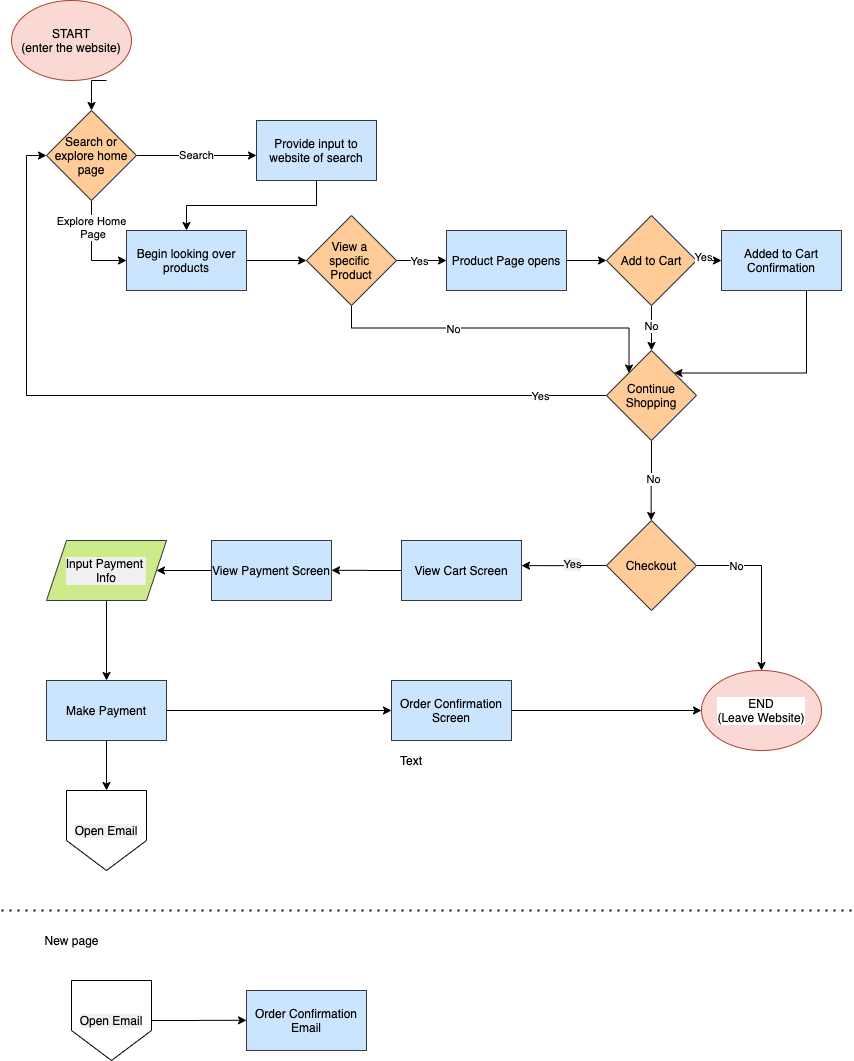 START
(enter the website)
Search or
explore home
page
Search
Provide input to
website of search
Explore Home
Page
Begin looking over
products
View a
specific
Product
Yes
Product Page opens
Add to Cart
Yes
Added to Cart
Confirmation
No
No
Continue
Shopping
Yes
No
Input Payment
Info
View Payment Screen
View Cart Screen
Yes
Checkout
No
Make Payment
Order Confirmation
Screen
END
(Leave Website)
Text
Open Email
New page
Open Email
Order Confirmation
Email